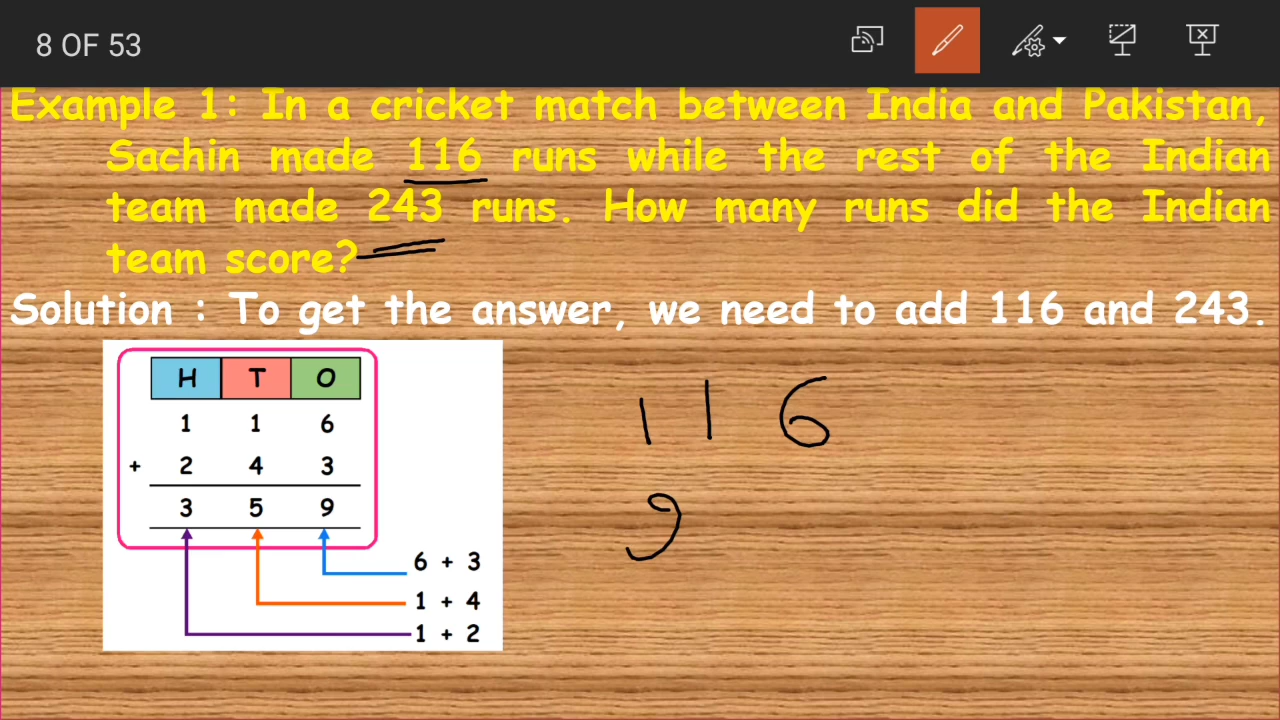 8 OF 53
Example 1: In a cricket match between India and Pakistan,
Sachin made 116 runs while the rest of the Indian
team made 243 runs. How many runs did the Indian
team score?
Solution : To get the answer, we need to add 116 and 243.
H T O
1 1 6
+ 2 4 3
3 5 9
6 + 3
1 + 4
1 + 2
1 1 6